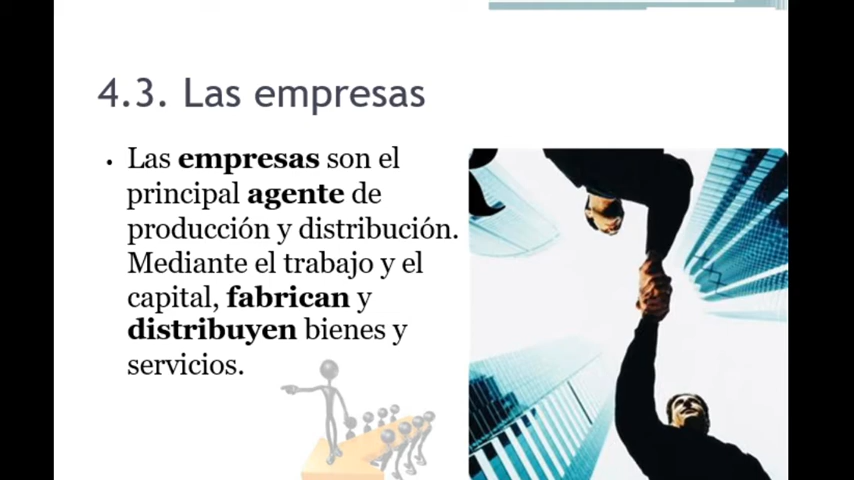 4.3. Las empresas
• Las empresas son el
principal agente de
producción y distribución.
Mediante el trabajo y el
capital, fabrican y
distribuyen bienes y
servicios.